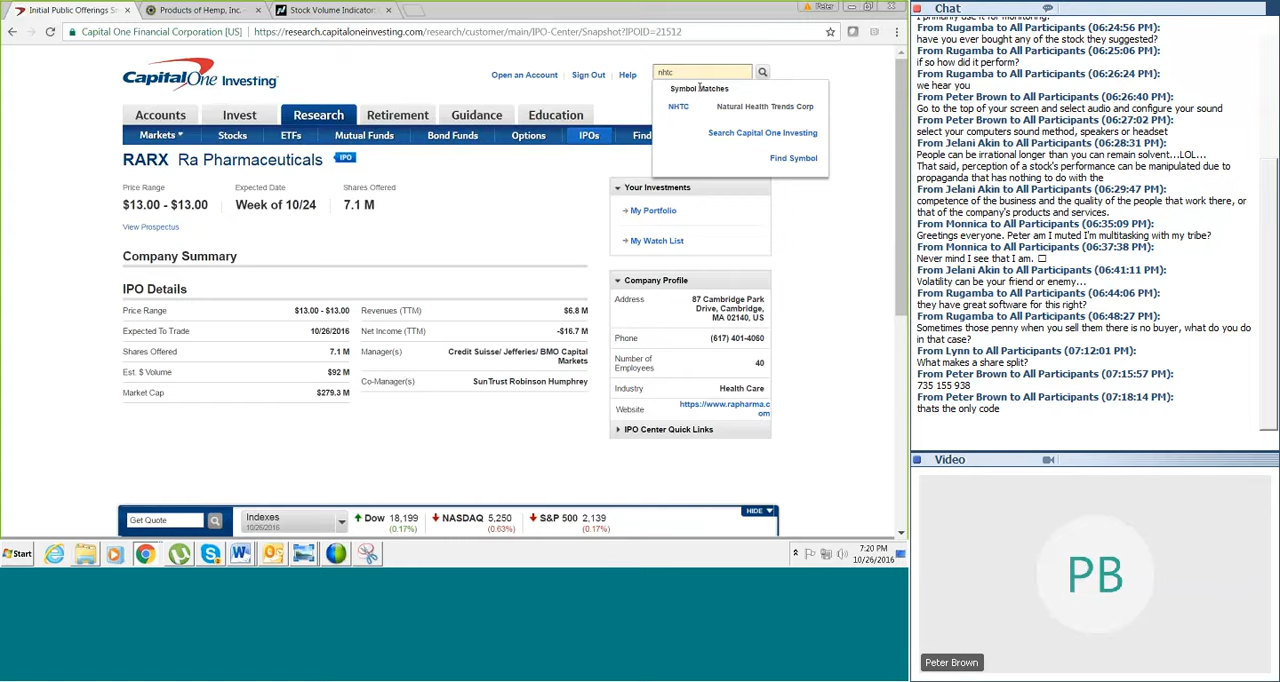 Initial Public Offerings S
Products of Hemp, Inc.
Stock Volume Indicator:
Peter
Capital One Financial Corporation [US]
https://research.capitaloneinvesting.com/research/customer/main/IPO-Center/Snapshot?IPOID=21512
Capital One Investing
Open an Account
Sign Out
Help
nhtc
Symbol Matches
NHTC Natural Health Trends Corp
Search Capital One Investing
Find Symbol
Accounts Invest Research Retirement Guidance Education
Markets Stocks ETFs Mutual Funds Bond Funds Options IPOs Find
RARX Ra Pharmaceuticals IPO
Price Range Expected Date Shares Offered
$13.00 - $13.00 Week of 10/24 7.1 M
View Prospectus
Company Summary
IPO Details
Price Range $13.00 - $13.00
Expected To Trade 10/26/2016
Shares Offered 7.1 M
Est. $ Volume $92 M
Market Cap $279.3 M
Revenues (TTM) $6.8 M
Net Income (TTM) -$16.7 M
Manager(s) Credit Suisse/ Jefferies/ BMO Capital
Markets
Co-Manager(s) SunTrust Robinson Humphrey
Your Investments
My Portfolio
My Watch List
Company Profile
Address 87 Cambridge Park
Drive, Cambridge,
MA 02140, US
Phone (617) 401-4060
Number of
Employees 40
Industry Health Care
Website https://www.rapharma.c
om
IPO Center Quick Links
HIDE
Get Quote
Indexes
10/26/2016
Dow 18,199
(0.17%)
NASDAQ 5,250
(0.63%)
S&P 500 2,139
(0.17%)
Start
7:20 PM
10/26/2016
Chat
I primarily use it for monitoring.
From Rugamba to All Participants (06:24:56 PM):
have you ever bought any of the stock they suggested?
From Rugamba to All Participants (06:25:06 PM):
if so how did it perform?
From Rugamba to All Participants (06:26:24 PM):
we hear you
From Peter Brown to All Participants (06:26:40 PM):
Go to the top of your screen and select audio and configure your sound
From Peter Brown to All Participants (06:27:02 PM):
select your computers sound method, speakers or headset
From Jelani Akin to All Participants (06:28:31 PM):
People can be irrational longer than you can remain solvent...LOL...
That said, perception of a stock's performance can be manipulated due to
propaganda that has nothing to do with the
From Jelani Akin to All Participants (06:29:47 PM):
competence of the business and the quality of the people that work there, or
that of the company's products and services.
From Monnica to All Participants (06:35:09 PM):
Greetings everyone. Peter am I muted I'm multitasking with my tribe?
From Monnica to All Participants (06:37:38 PM):
Never mind I see that I am. □
From Jelani Akin to All Participants (06:41:11 PM):
Volatility can be your friend or enemy...
From Rugamba to All Participants (06:44:06 PM):
they have great software for this right?
From Rugamba to All Participants (06:48:27 PM):
Sometimes those penny when you sell them there is no buyer, what do you do
in that case?
From Lynn to All Participants (07:12:01 PM):
What makes a share split?
From Peter Brown to All Participants (07:15:57 PM):
735 155 938
From Peter Brown to All Participants (07:18:14 PM):
thats the only code
Video
PB
Peter Brown